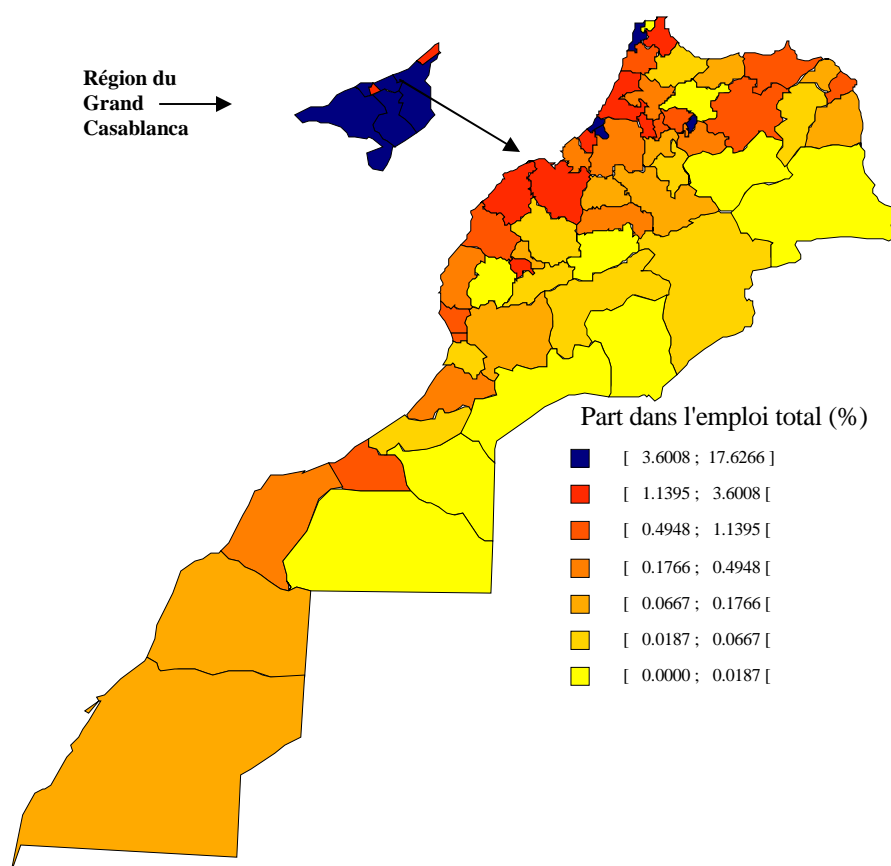 Région du
Grand
Casablanca
Part dans l'emploi total (%)
[ 3.6008 ; 17.6266 ]
[ 1.1395 ; 3.6008 [
[ 0.4948 ; 1.1395 [
[ 0.1766 ; 0.4948 [
[ 0.0667 ; 0.1766 [
[ 0.0187 ; 0.0667 [
[ 0.0000 ; 0.0187 [